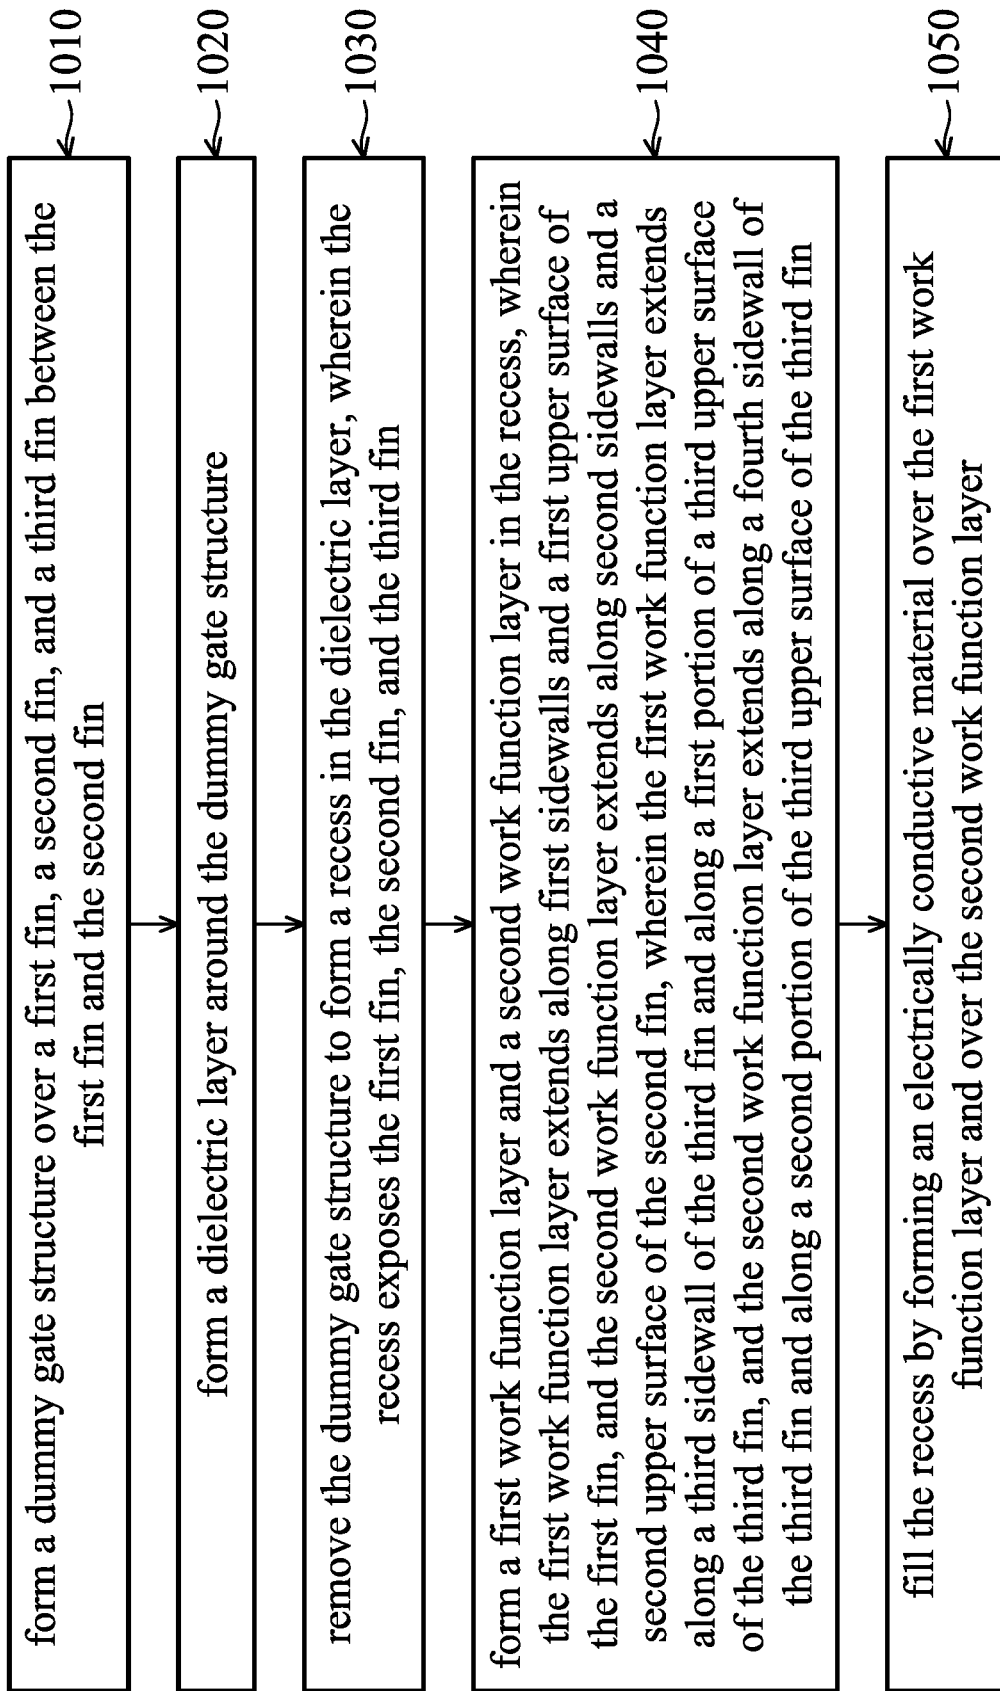 form a dummy gate structure over a first fin, a second fin, and a third fin between the
first fin and the second fin
1010
form a dielectric layer around the dummy gate structure
1020
remove the dummy gate structure to form a recess in the dielectric layer, wherein the
recess exposes the first fin, the second fin, and the third fin
1030
form a first work function layer and a second work function layer in the recess, wherein
the first work function layer extends along first sidewalls and a first upper surface of
the first fin, and the second work function layer extends along second sidewalls and a
second upper surface of the second fin, wherein the first work function layer extends
along a third sidewall of the third fin and along a first portion of a third upper surface
of the third fin, and the second work function layer extends along a fourth sidewall of
the third fin and along a second portion of the third upper surface of the third fin
1040
fill the recess by forming an electrically conductive material over the first work
function layer and over the second work function layer
1050